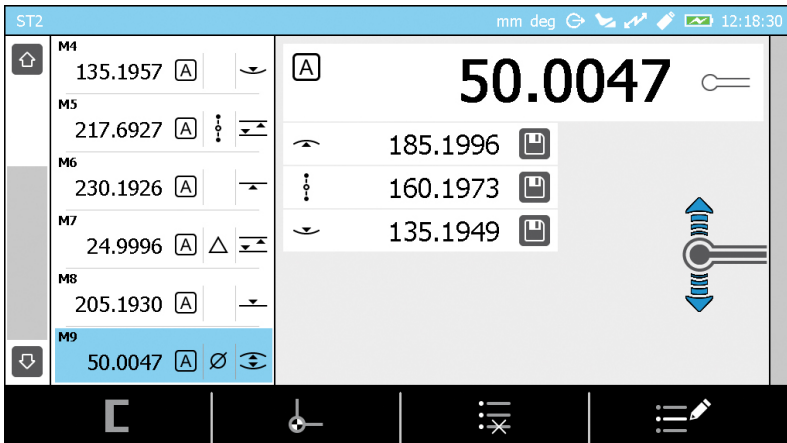 ST2
mm deg 12:18:30
M4
135.1957 A
M5
217.6927 A
M6
230.1926 A
M7
24.9996 A
M8
205.1930 A
M9
50.0047 A Ø
A 50.0047
185.1996
160.1973
135.1949